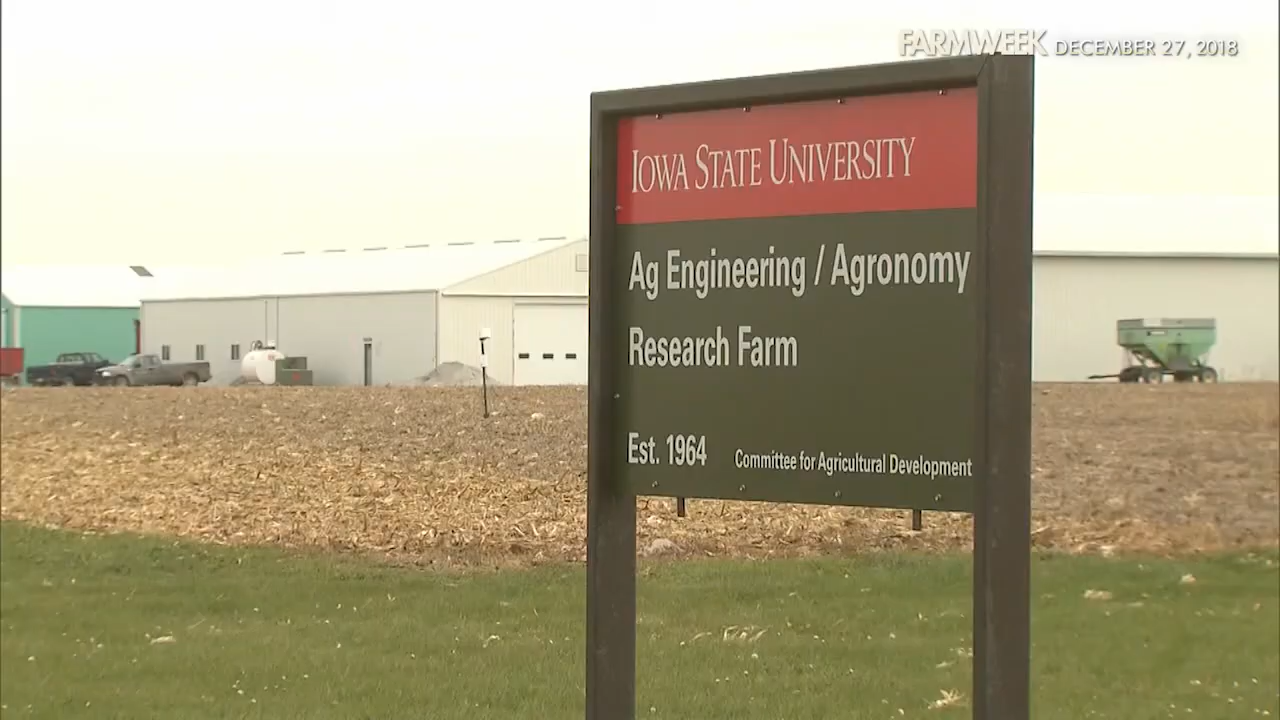 FARMWEEK DECEMBER 27, 2018
IOWA STATE UNIVERSITY
Ag Engineering / Agronomy
Research Farm
Est. 1964 Committee for Agricultural Development